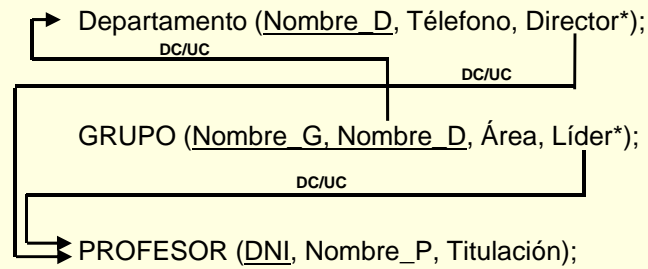 Departamento (Nombre_D, Télefono, Director*);
DC/UC
DC/UC
GRUPO (Nombre_G, Nombre_D, Área, Líder*);
DC/UC
PROFESOR (DNI, Nombre_P, Titulación);